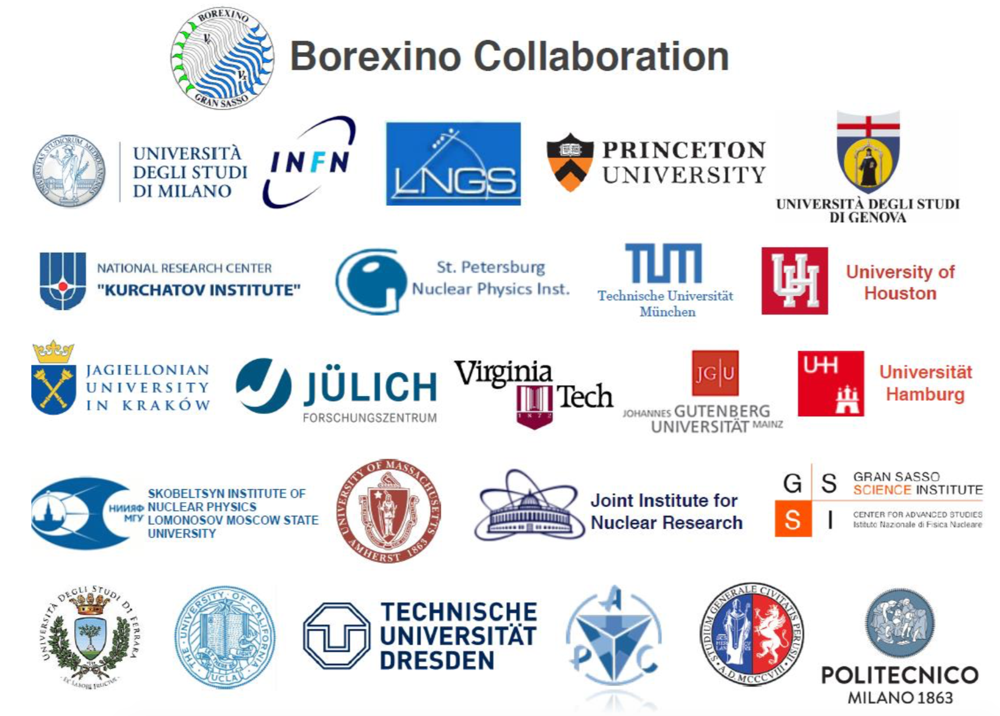 BOREXINO
νe
νx
GRAN SASSO
Borexino Collaboration
UNIVERSITAS STUDIORUM MEDIOLANENSIS
UNIVERSITÀ
DEGLI STUDI
DI MILANO
INFN
LNGS
PRINCETON
UNIVERSITY
UNIVERSITÀ DEGLI STUDI
DI GENOVA
NATIONAL RESEARCH CENTER
"KURCHATOV INSTITUTE"
St. Petersburg
Nuclear Physics Inst.
TUM
Technische Universität
München
UH
University of
Houston
JAGIELLONIAN
UNIVERSITY
IN KRAKÓW
JÜLICH
FORSCHUNGSZENTRUM
Virginia
Tech
1872
JG|U
JOHANNES GUTENBERG
UNIVERSITÄT MAINZ
UHH
Universität
Hamburg
НИИЯФ
МГУ
SKOBELTSYN INSTITUTE OF
NUCLEAR PHYSICS
LOMONOSOV MOSCOW STATE
UNIVERSITY
UNIVERSITY OF MASSACHUSETTS
AMHERST 1863
Joint Institute for
Nuclear Research
G S
S I
GRAN SASSO
SCIENCE INSTITUTE
CENTER FOR ADVANCED STUDIES
Istituto Nazionale di Fisica Nucleare
UNIVERSITÀ DEGLI STUDI DI FERRARA
EX LABORE FRUCTUS
THE UNIVERSITY OF CALIFORNIA
LET THERE BE LIGHT
UCLA
TECHNISCHE
UNIVERSITÄT
DRESDEN
A
P C
STUDIUM GENERALE CIVITATIS PERUSII
A.D. MCCCVIII
POLITECNICO
MILANO 1863